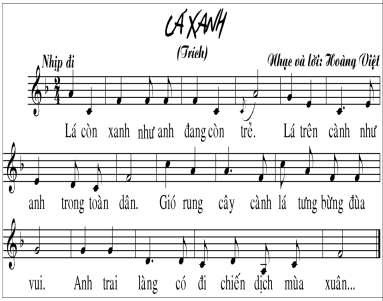 LÁ XANH
(Trích)
Nhịp đi
Nhạc và lời: Hoàng Việt
2
4
Lá còn xanh như anh đang còn trẻ. Lá trên cành như
anh trong toàn dân. Gió rung cây cành lá tưng bừng đùa
vui. Anh trai làng có đi chiến dịch mùa xuân...